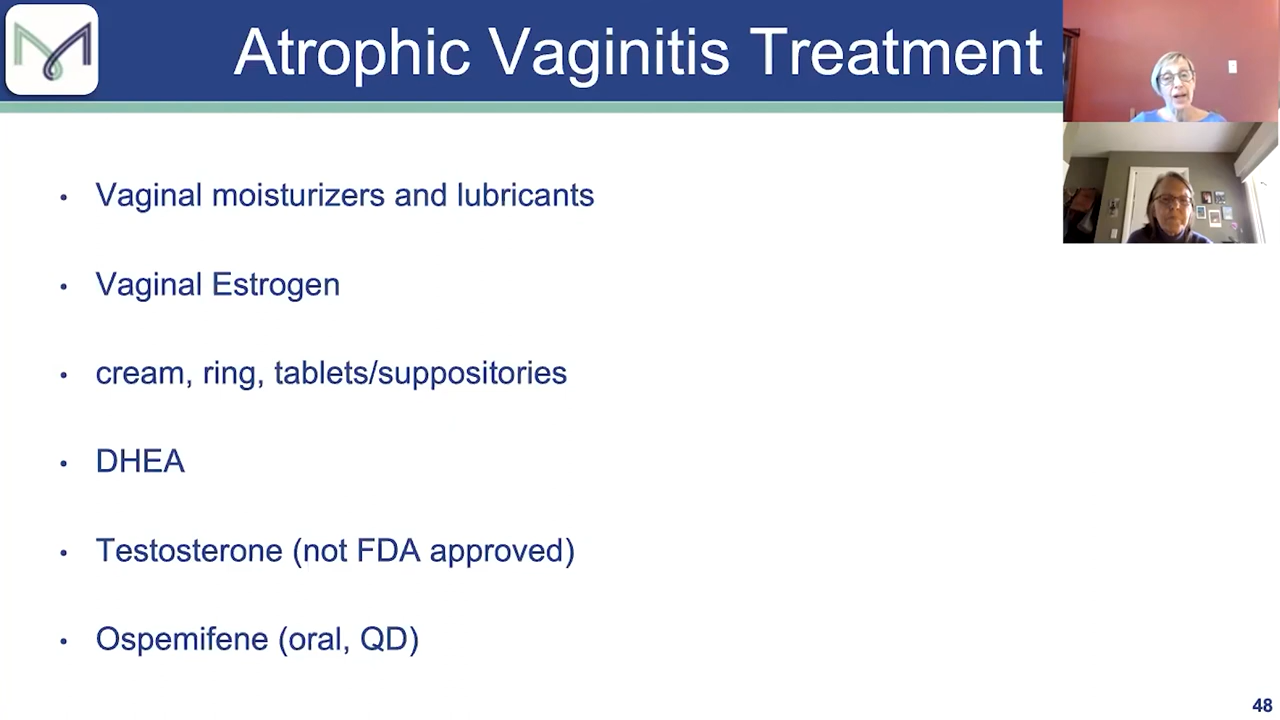 Atrophic Vaginitis Treatment
• Vaginal moisturizers and lubricants
• Vaginal Estrogen
• cream, ring, tablets/suppositories
• DHEA
• Testosterone (not FDA approved)
• Ospemifene (oral, QD)
48